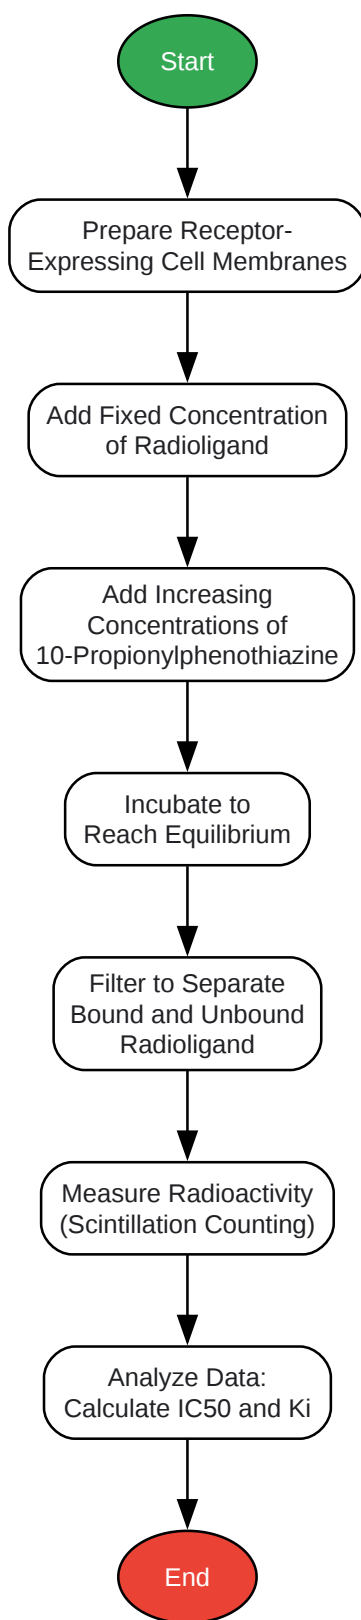 Start
Prepare Receptor-
Expressing Cell Membranes
Add Fixed Concentration
of Radioligand
Add Increasing
Concentrations of
10-Propionylphenothiazine
Incubate to
Reach Equilibrium
Filter to Separate
Bound and Unbound
Radioligand
Measure Radioactivity
(Scintillation Counting)
Analyze Data:
Calculate IC50 and Ki
End